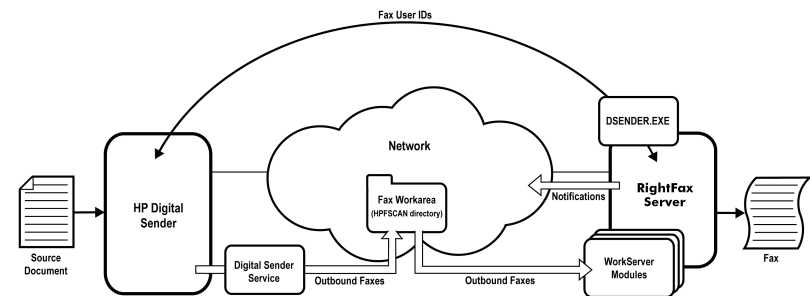 Fax User IDs
DSENDER.EXE
Network
HP Digital
Sender
Fax Workarea
(HPFSCAN directory)
Notifications
RightFax
Server
Source
Document
Digital Sender
Service
Outbound Faxes
Outbound Faxes
WorkServer
Modules
Fax